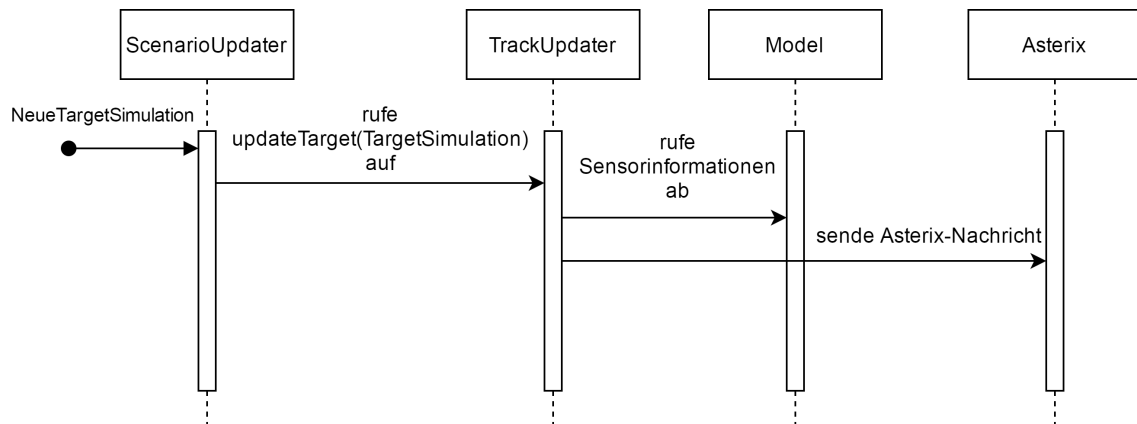 ScenarioUpdater
TrackUpdater
Model
Asterix
NeueTargetSimulation
rufe
updateTarget(TargetSimulation)
auf
rufe
Sensorinformationen
ab
sende Asterix-Nachricht